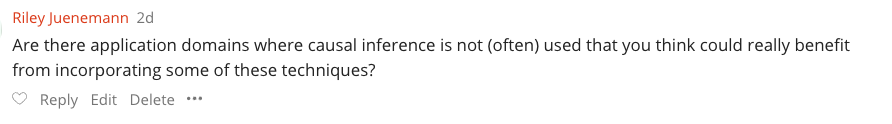 Riley Juenemann 2d
Are there application domains where causal inference is not (often) used that you think could really benefit
from incorporating some of these techniques?
Reply Edit Delete •••